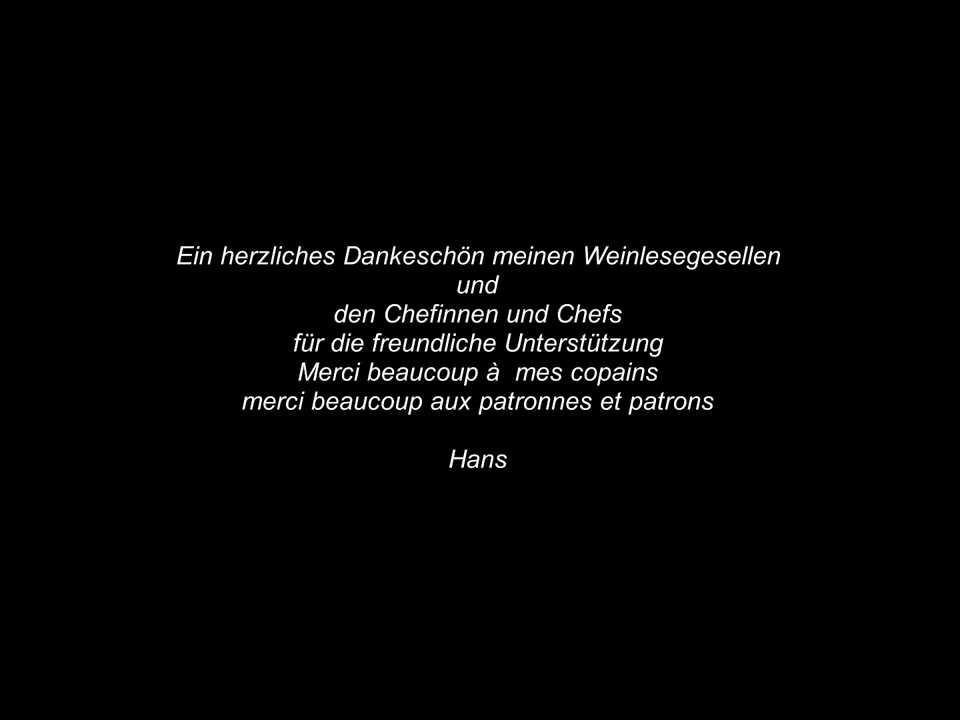 Ein herzliches Dankeschön meinen Weinlesegesellen
und
den Chefinnen und Chefs
für die freundliche Unterstützung
Merci beaucoup à  mes copains
merci beaucoup aux patronnes et patrons
Hans